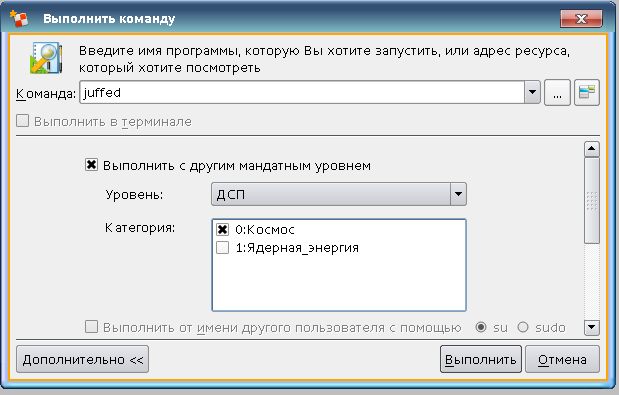 Выполнить команду
Введите имя программы, которую Вы хотите запустить, или адрес ресурса,
который хотите посмотреть
Команда: juffed ...
Выполнить в терминале
Выполнить с другим мандатным уровнем
Уровень: ДСП
Категория: 0:Космос
1:Ядерная_энергия
Выполнить от имени другого пользователя с помощью su sudo
Дополнительно << Выполнить Отмена